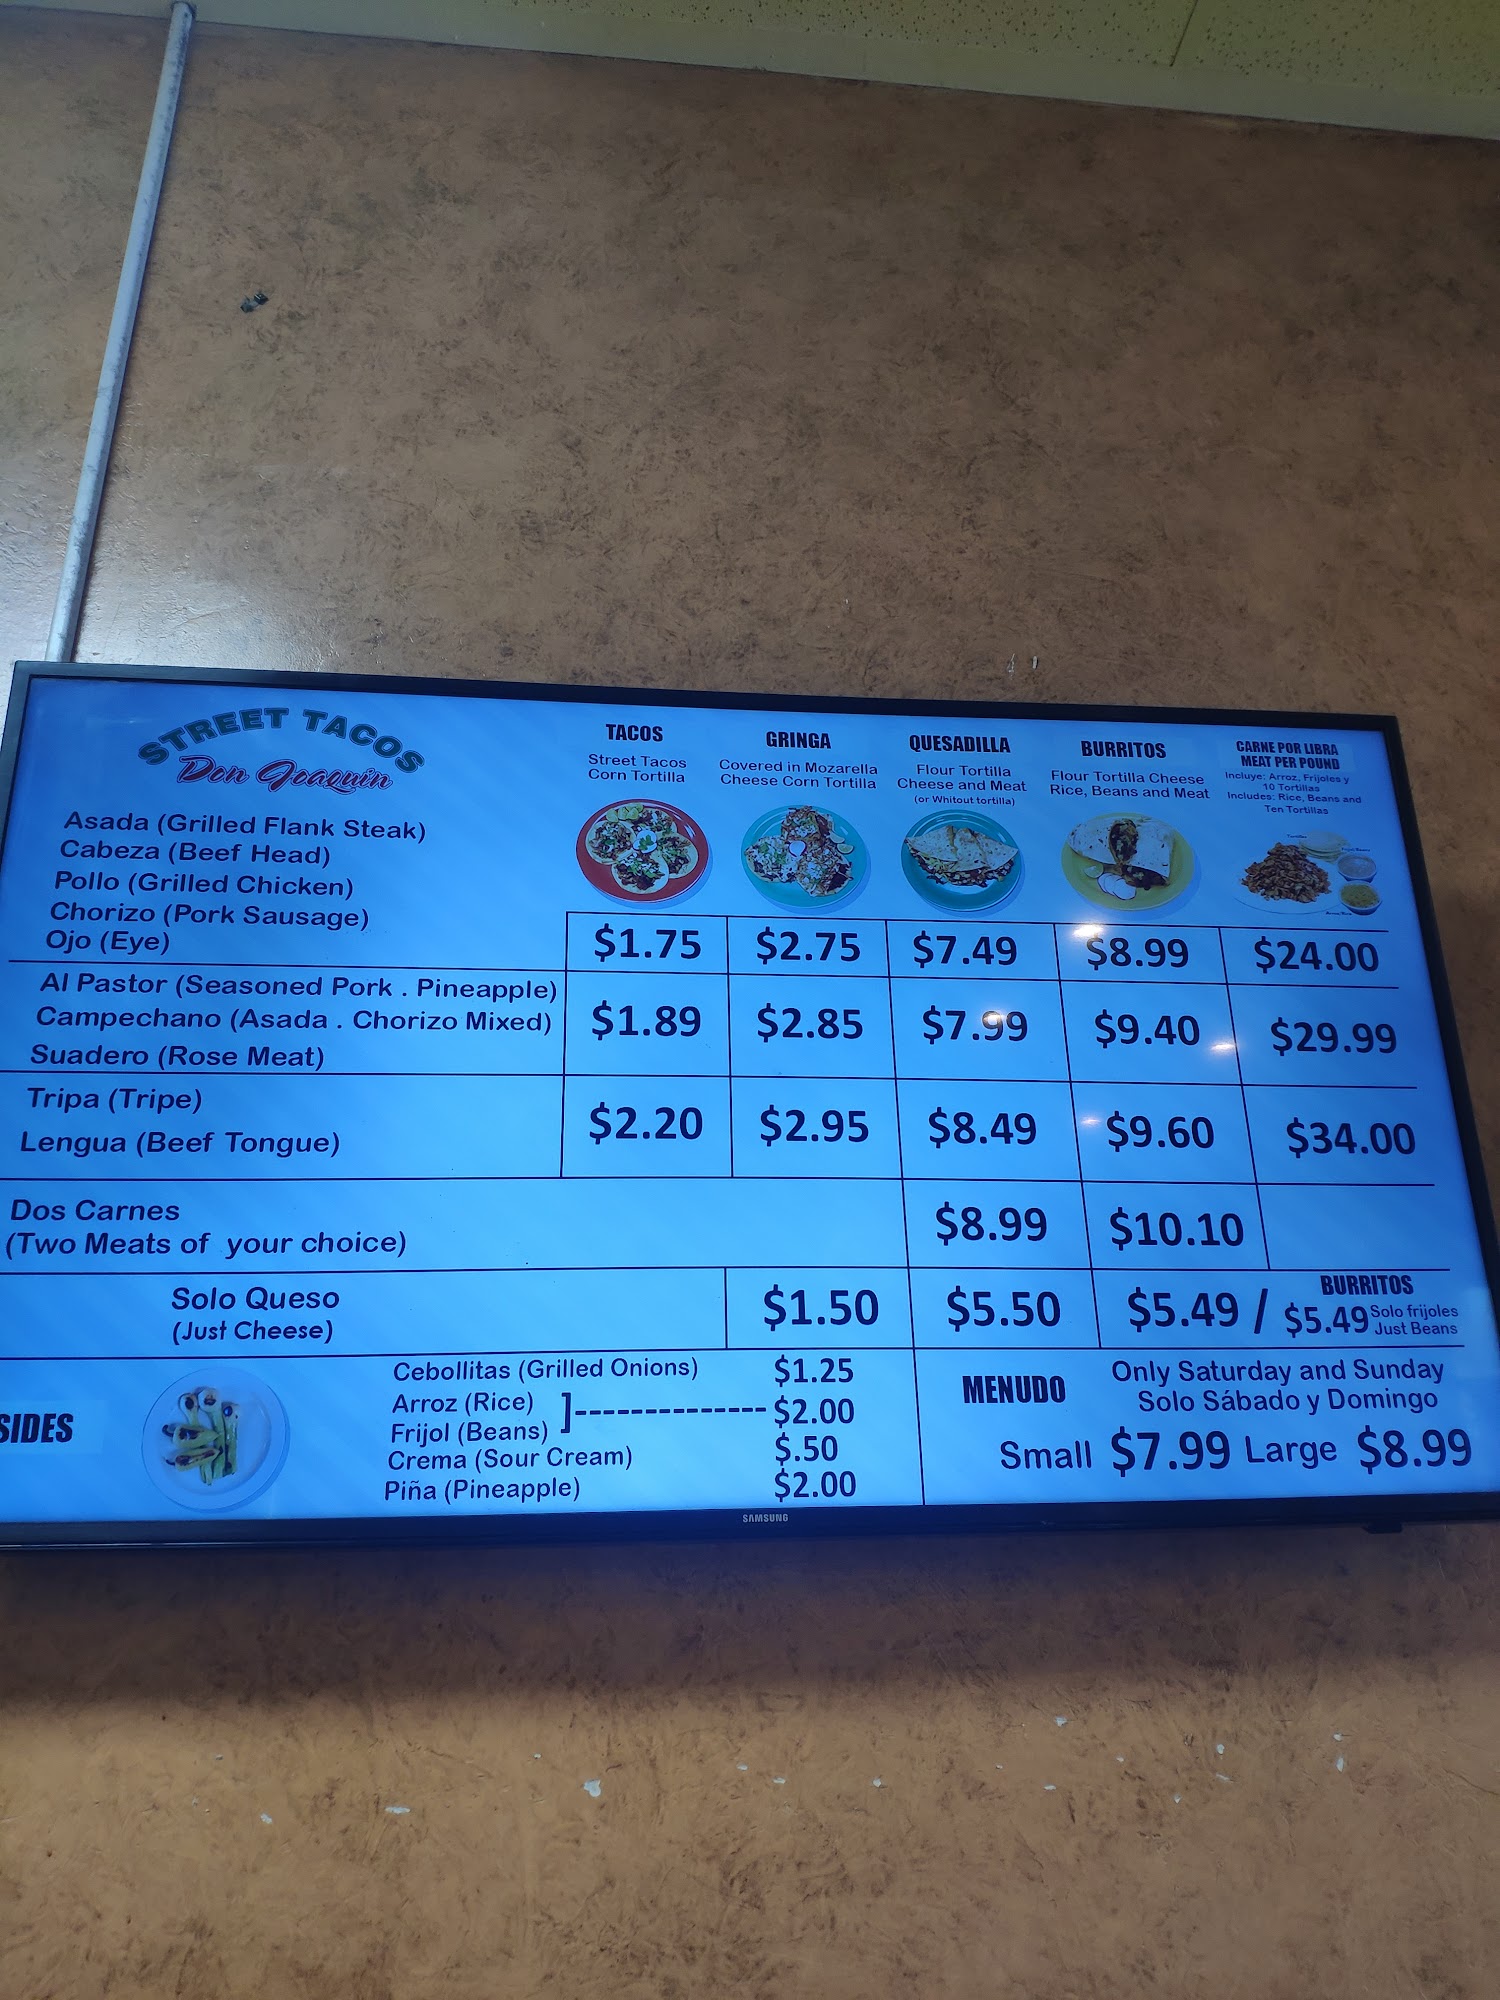 STREET TACOS
Don Joaquin
TACOS
Street Tacos
Corn Tortilla
GRINGA
Covered in Mozarella
Cheese Corn Tortilla
QUESADILLA
Flour Tortilla
Cheese and Meat
(or Whitout tortilla)
BURRITOS
Flour Tortilla Cheese
Rice, Beans and Meat
CARNE POR LIBRA
MEAT PER POUND
Incluye: Arroz, Frijoles y
10 Tortillas
Includes: Rice, Beans and
Ten Tortillas
Asada (Grilled Flank Steak)
Cabeza (Beef Head)
Pollo (Grilled Chicken)
Chorizo (Pork Sausage)
Ojo (Eye)
$1.75 $2.75 $7.49 $8.99 $24.00
Al Pastor (Seasoned Pork . Pineapple)
Campechano (Asada . Chorizo Mixed)
Suadero (Rose Meat)
$1.89 $2.85 $7.99 $9.40 $29.99
Tripa (Tripe)
Lengua (Beef Tongue)
$2.20 $2.95 $8.49 $9.60 $34.00
Dos Carnes
(Two Meats of your choice)
$8.99 $10.10
Solo Queso
(Just Cheese)
$1.50 $5.50 $5.49 / $5.49
BURRITOS
Solo frijoles
Just Beans
SIDES
Cebollitas (Grilled Onions) $1.25
Arroz (Rice)
Frijol (Beans)
]-------------- $2.00
Crema (Sour Cream) $.50
Piña (Pineapple) $2.00
MENUDO
Only Saturday and Sunday
Solo Sábado y Domingo
Small $7.99 Large $8.99
SAMSUNG